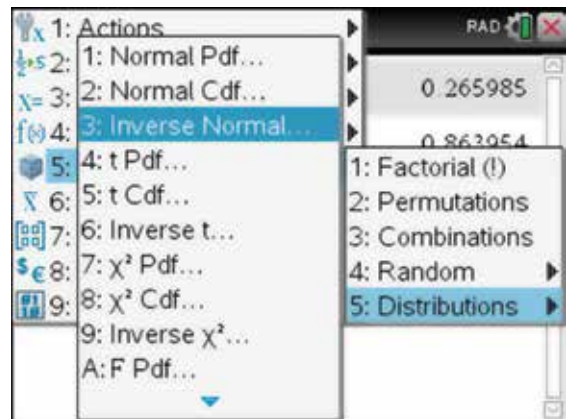 1: Actions
RAD
2:
3:
4:
5:
6:
7:
8:
9:
1: Normal Pdf...
2: Normal Cdf...
3: Inverse Normal...
4: t Pdf...
5: t Cdf...
6: Inverse t...
7: χ² Pdf...
8: χ² Cdf...
9: Inverse χ²...
A: F Pdf...
0.265985
0.863954
1: Factorial (!)
2: Permutations
3: Combinations
4: Random
5: Distributions